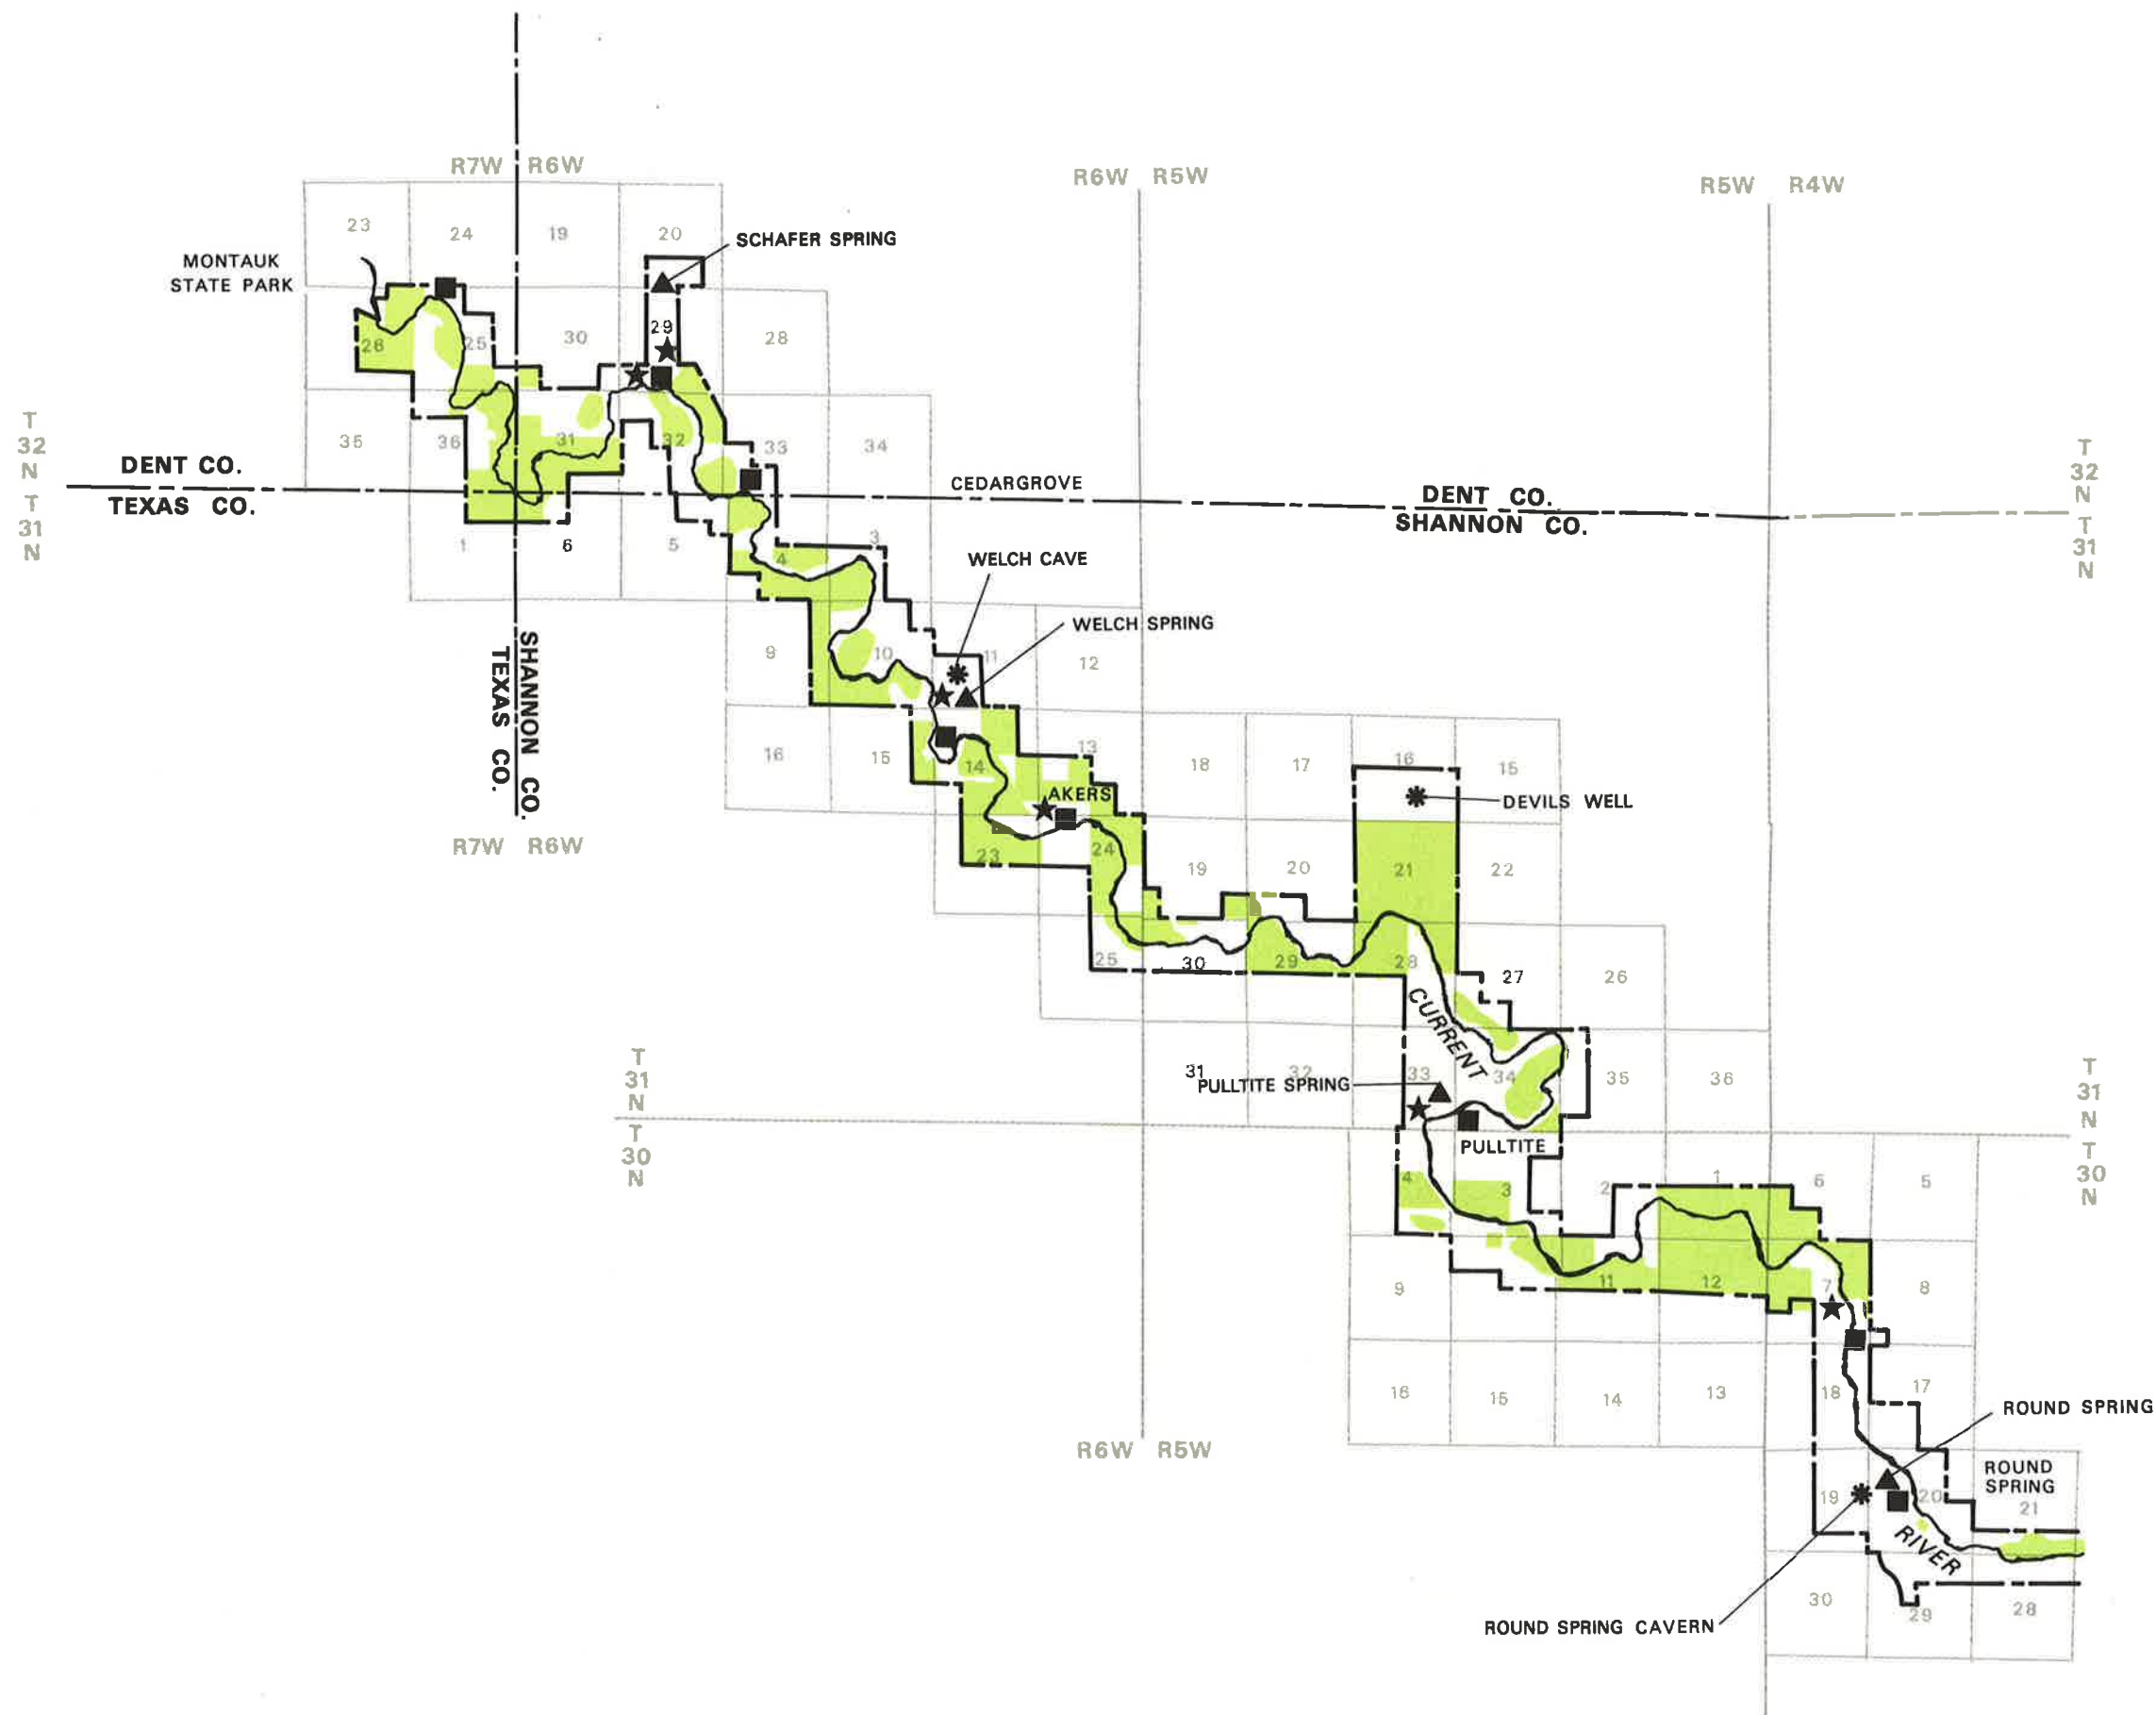 R7W R6W
R6W R5W
R5W R4W
23
24
19
20
SCHAFER SPRING
MONTAUK
STATE PARK
29
26
25
30
28
T
32
N
35
36
31
32
33
34
T
32
N
DENT CO.
TEXAS CO.
CEDARGROVE
DENT CO.
SHANNON CO.
T
31
N
1
6
5
4
3
T
31
N
WELCH CAVE
WELCH SPRING
SHANNON CO.
TEXAS CO.
9
10
11
12
16
15
14
13
18
17
16
15
AKERS
DEVILS WELL
R7W R6W
23
24
19
20
21
22
25
30
29
28
27
26
CURRENT
T
31
N
31
32
33
34
35
36
PULLTITE SPRING
T
31
N
T
30
N
PULLTITE
T
30
N
4
3
2
1
6
5
9
11
12
7
8
16
15
14
13
18
17
ROUND SPRING
R6W R5W
ROUND
SPRING
19
20
21
RIVER
30
29
28
ROUND SPRING CAVERN